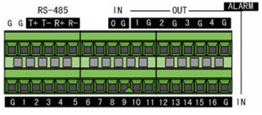 RS-485 IN OUT ALARM
G G T+ T- R+ R- 0 G 1 G 2 G 3 G 4 G
G 1 2 3 4 5 6 7 8 G 9 10 11 12 13 14 15 16 G IN